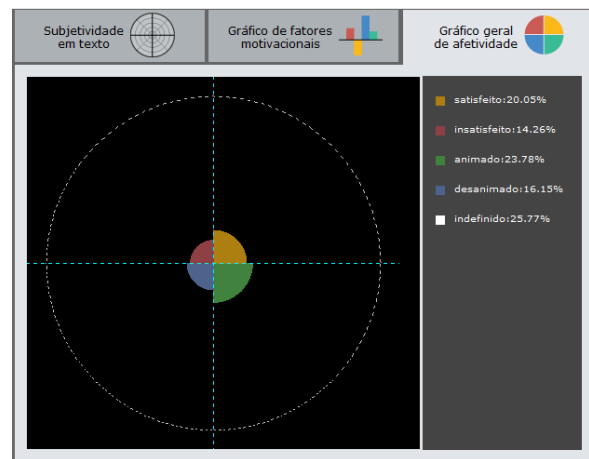 Subjetividade
em texto
Gráfico de fatores
motivacionais
Gráfico geral
de afetividade
satisfeito:20.05%
insatisfeito:14.26%
animado:23.78%
desanimado:16.15%
indefinido:25.77%